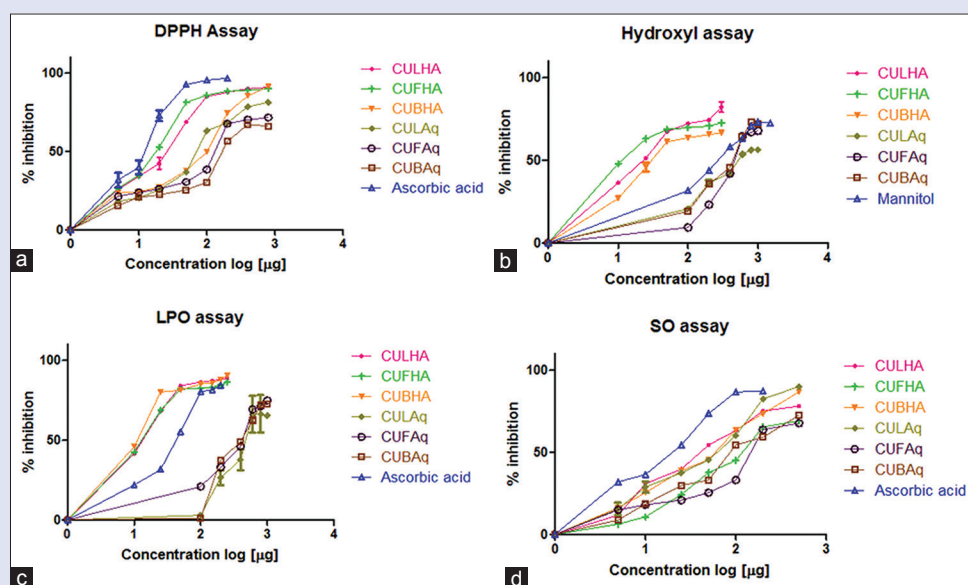 DPPH Assay
% inhibition
100
50
0
0 1 2 3 4
Concentration log [µg]
CULHA
CUFHA
CUBHA
CULAq
CUFAq
CUBAq
Ascorbic acid
a
Hydroxyl assay
% inhibition
100
50
0
0 1 2 3 4
Concentration log [µg]
CULHA
CUFHA
CUBHA
CULAq
CUFAq
CUBAq
Mannitol
b
LPO assay
% inhibition
100
50
0
0 1 2 3 4
Concentration log [µg]
CULHA
CUFHA
CUBHA
CULAq
CUFAq
CUBAq
Ascorbic acid
c
SO assay
% inhibition
100
50
0
0 1 2 3
Concentration log [µg]
CULHA
CUFHA
CUBHA
CULAq
CUFAq
CUBAq
Ascorbic acid
d